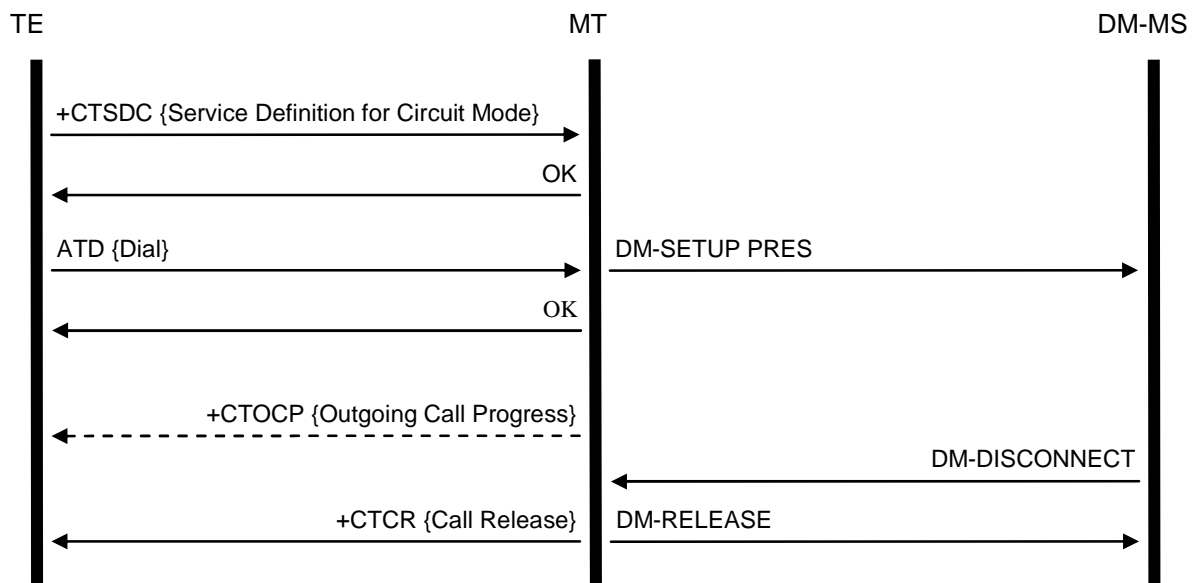 TE MT DM-MS
+CTSDC {Service Definition for Circuit Mode}
OK
ATD {Dial} DM-SETUP PRES
OK
+CTOCP {Outgoing Call Progress}
DM-DISCONNECT
+CTCR {Call Release} DM-RELEASE